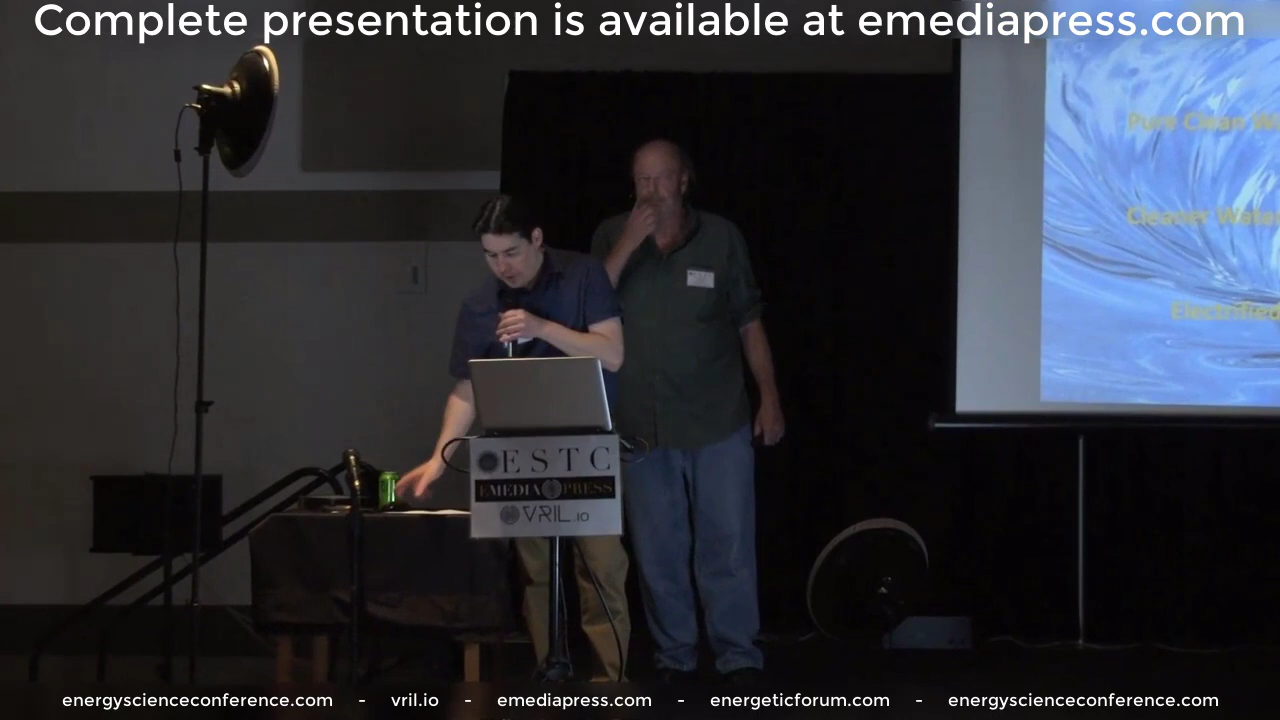 Complete presentation is available at emediapress.com
Pure Clean
Cleaner Water
Electrified
ESTC
EMEDIA PRESS
VRIL.IO
energyscienceconference.com - vril.io - emediapress.com - energeticforum.com - energyscienceconference.com